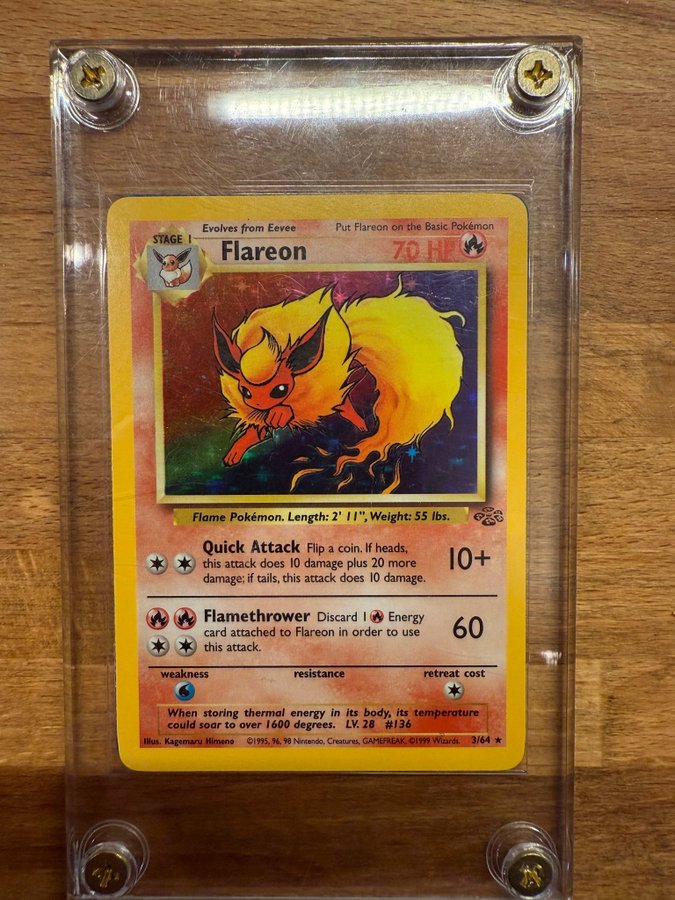 Evolves from Eevee
Put Flareon on the Basic Pokémon
STAGE 1
Flareon
70 HP
Flame Pokémon. Length: 2' 11", Weight: 55 lbs.
Quick Attack Flip a coin. If heads,
this attack does 10 damage plus 20 more
damage; if tails, this attack does 10 damage.
10+
Flamethrower Discard 1 Energy
card attached to Flareon in order to use
this attack.
60
weakness
resistance
retreat cost
When storing thermal energy in its body, its temperature
could soar to over 1600 degrees. LV. 28 #136
Illus. Kagemaru Himeno ©1995, 96, 98 Nintendo, Creatures, GAMEFREAK. ©1999 Wizards. 3/64 ★